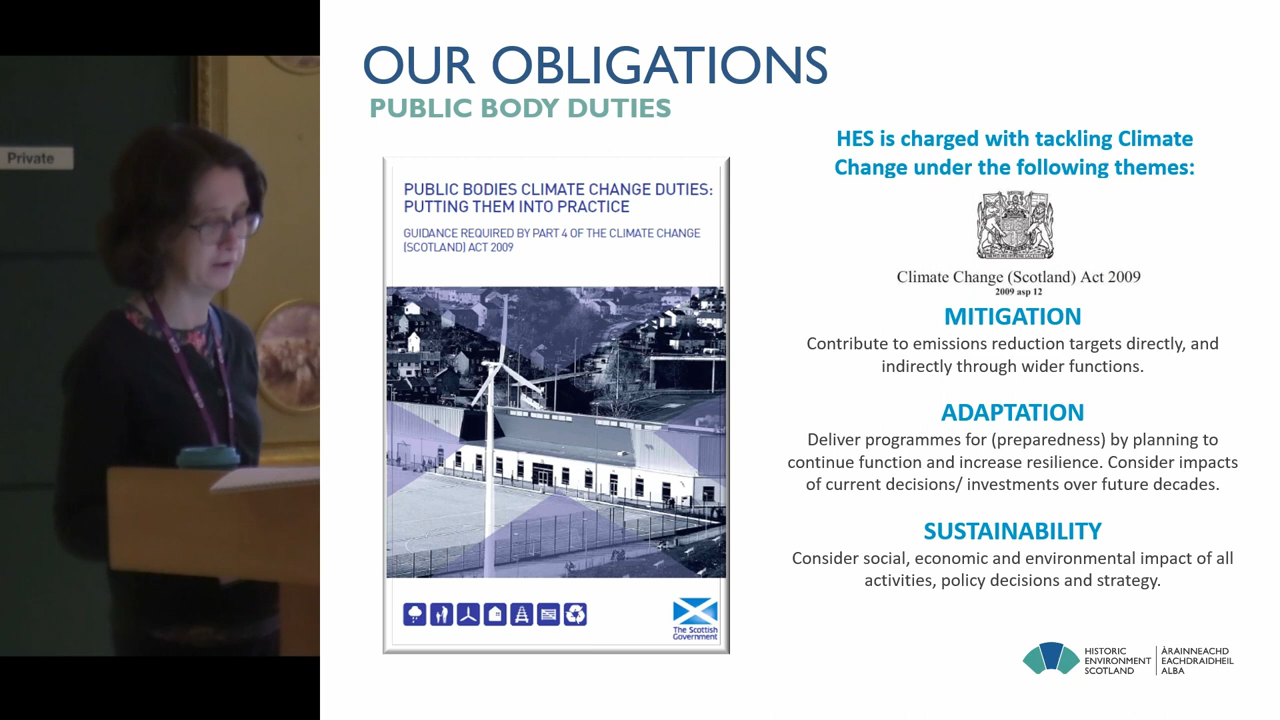 Private
OUR OBLIGATIONS
PUBLIC BODY DUTIES
PUBLIC BODIES CLIMATE CHANGE DUTIES:
PUTTING THEM INTO PRACTICE
GUIDANCE REQUIRED BY PART 4 OF THE CLIMATE CHANGE
(SCOTLAND) ACT 2009
The Scottish
Government
HES is charged with tackling Climate
Change under the following themes:
Climate Change (Scotland) Act 2009
2009 asp 12
MITIGATION
Contribute to emissions reduction targets directly, and
indirectly through wider functions.
ADAPTATION
Deliver programmes for (preparedness) by planning to
continue function and increase resilience. Consider impacts
of current decisions/ investments over future decades.
SUSTAINABILITY
Consider social, economic and environmental impact of all
activities, policy decisions and strategy.
HISTORIC
ENVIRONMENT
SCOTLAND
ÀRAINNEACHD
EACHDRAIDHEIL
ALBA